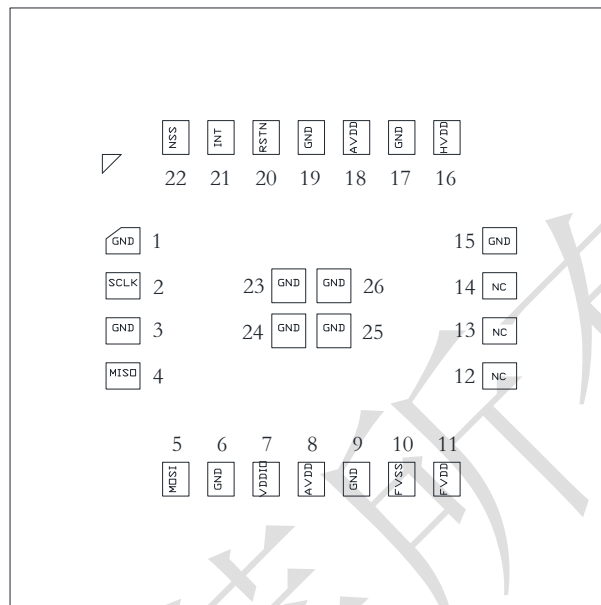 NSS INT RSTN GND AVDD GND HVDD
22 21 20 19 18 17 16
GND 1 15 GND
SCLK 2 23 GND GND 26 14 NC
GND 3 24 GND GND 25 13 NC
MISO 4 12 NC
5 6 7 8 9 10 11
MOSI GND VDDIO AVDD GND FVSS FVDD
所有